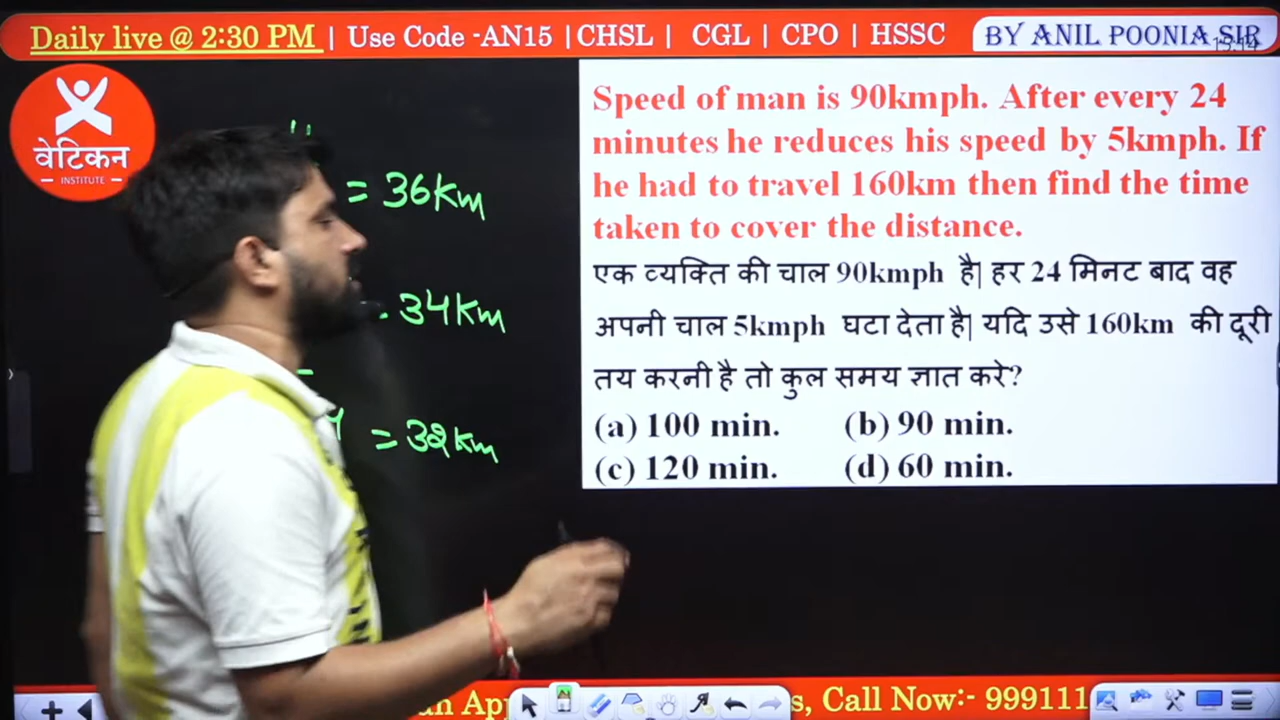 Daily live @ 2:30 PM | Use Code -AN15 |CHSL | CGL | CPO | HSSC
BY ANIL POONIA SIR
वेटिकन
INSTITUTE
= 36km
34km
= 32km
Speed of man is 90kmph. After every 24
minutes he reduces his speed by 5kmph. If
he had to travel 160km then find the time
taken to cover the distance.
एक व्यक्ति की चाल 90kmph है| हर 24 मिनट बाद वह
अपनी चाल 5kmph घटा देता है| यदि उसे 160km की दूरी
तय करनी है तो कुल समय ज्ञात करे?
(a) 100 min. (b) 90 min.
(c) 120 min. (d) 60 min.
Call Now:- 999111